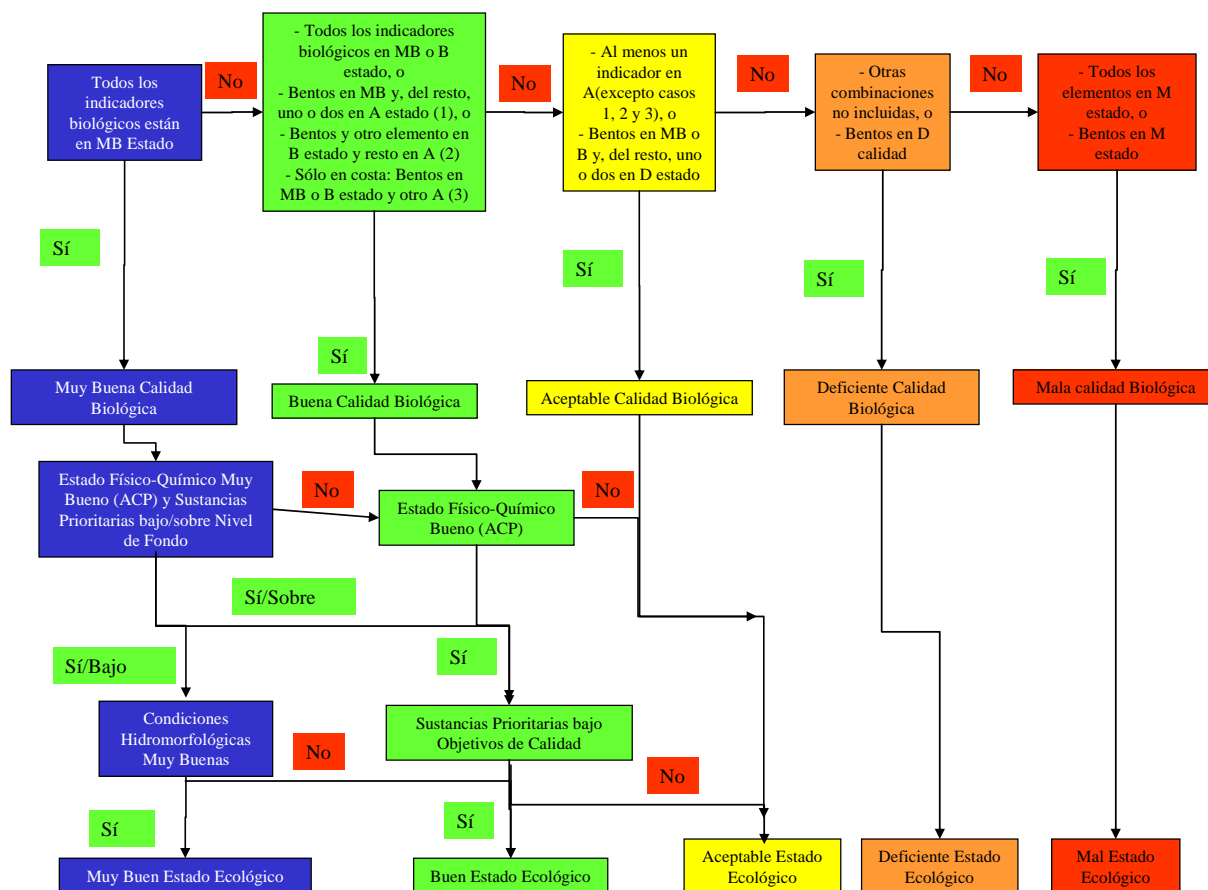 Todos los
indicadores
biológicos están
en MB Estado
No
- Todos los indicadores
biológicos en MB o B
estado, o
- Bentos en MB y, del resto,
uno o dos en A estado (1), o
- Bentos y otro elemento en
B estado y resto en A (2)
- Sólo en costa: Bentos en
MB o B estado y otro A (3)
No
- Al menos un
indicador en
A(excepto casos
1, 2 y 3), o
- Bentos en MB o
B y, del resto, uno
o dos en D estado
No
- Otras
combinaciones
no incluidas, o
- Bentos en D
calidad
No
- Todos los
elementos en M
estado, o
- Bentos en M
estado
Sí
Sí
Sí
Sí
Sí
Muy Buena Calidad
Biológica
Buena Calidad Biológica
Aceptable Calidad Biológica
Deficiente Calidad
Biológica
Mala calidad Biológica
Estado Físico-Químico Muy
Bueno (ACP) y Sustancias
Prioritarias bajo/sobre Nivel
de Fondo
No
Estado Físico-Químico
Bueno (ACP)
No
Sí/Sobre
Sí/Bajo
Sí
Condiciones
Hidromorfológicas
Muy Buenas
No
Sustancias Prioritarias bajo
Objetivos de Calidad
No
Sí
Sí
Muy Buen Estado Ecológico
Buen Estado Ecológico
Aceptable Estado
Ecológico
Deficiente Estado
Ecológico
Mal Estado
Ecológico